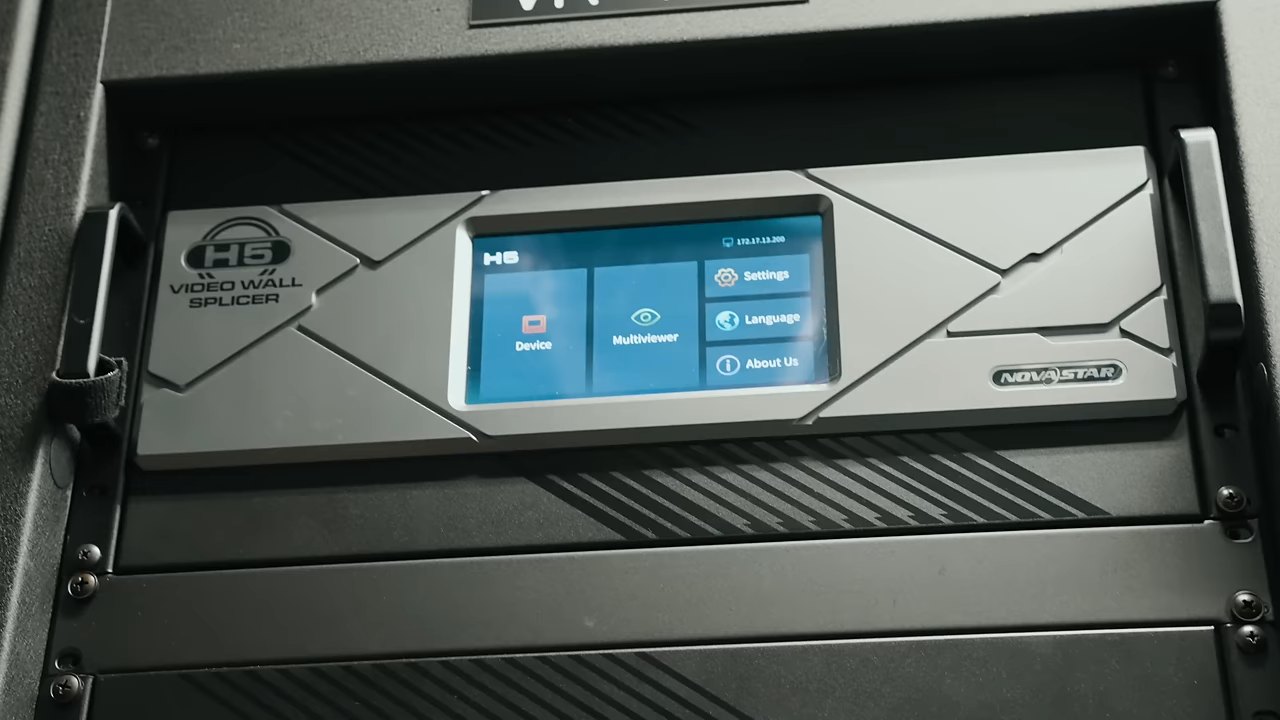 H5
VIDEO WALL
SPLICER
H5
172.17.13.200
Device
Multiviewer
Settings
Language
About Us
NOVASTAR